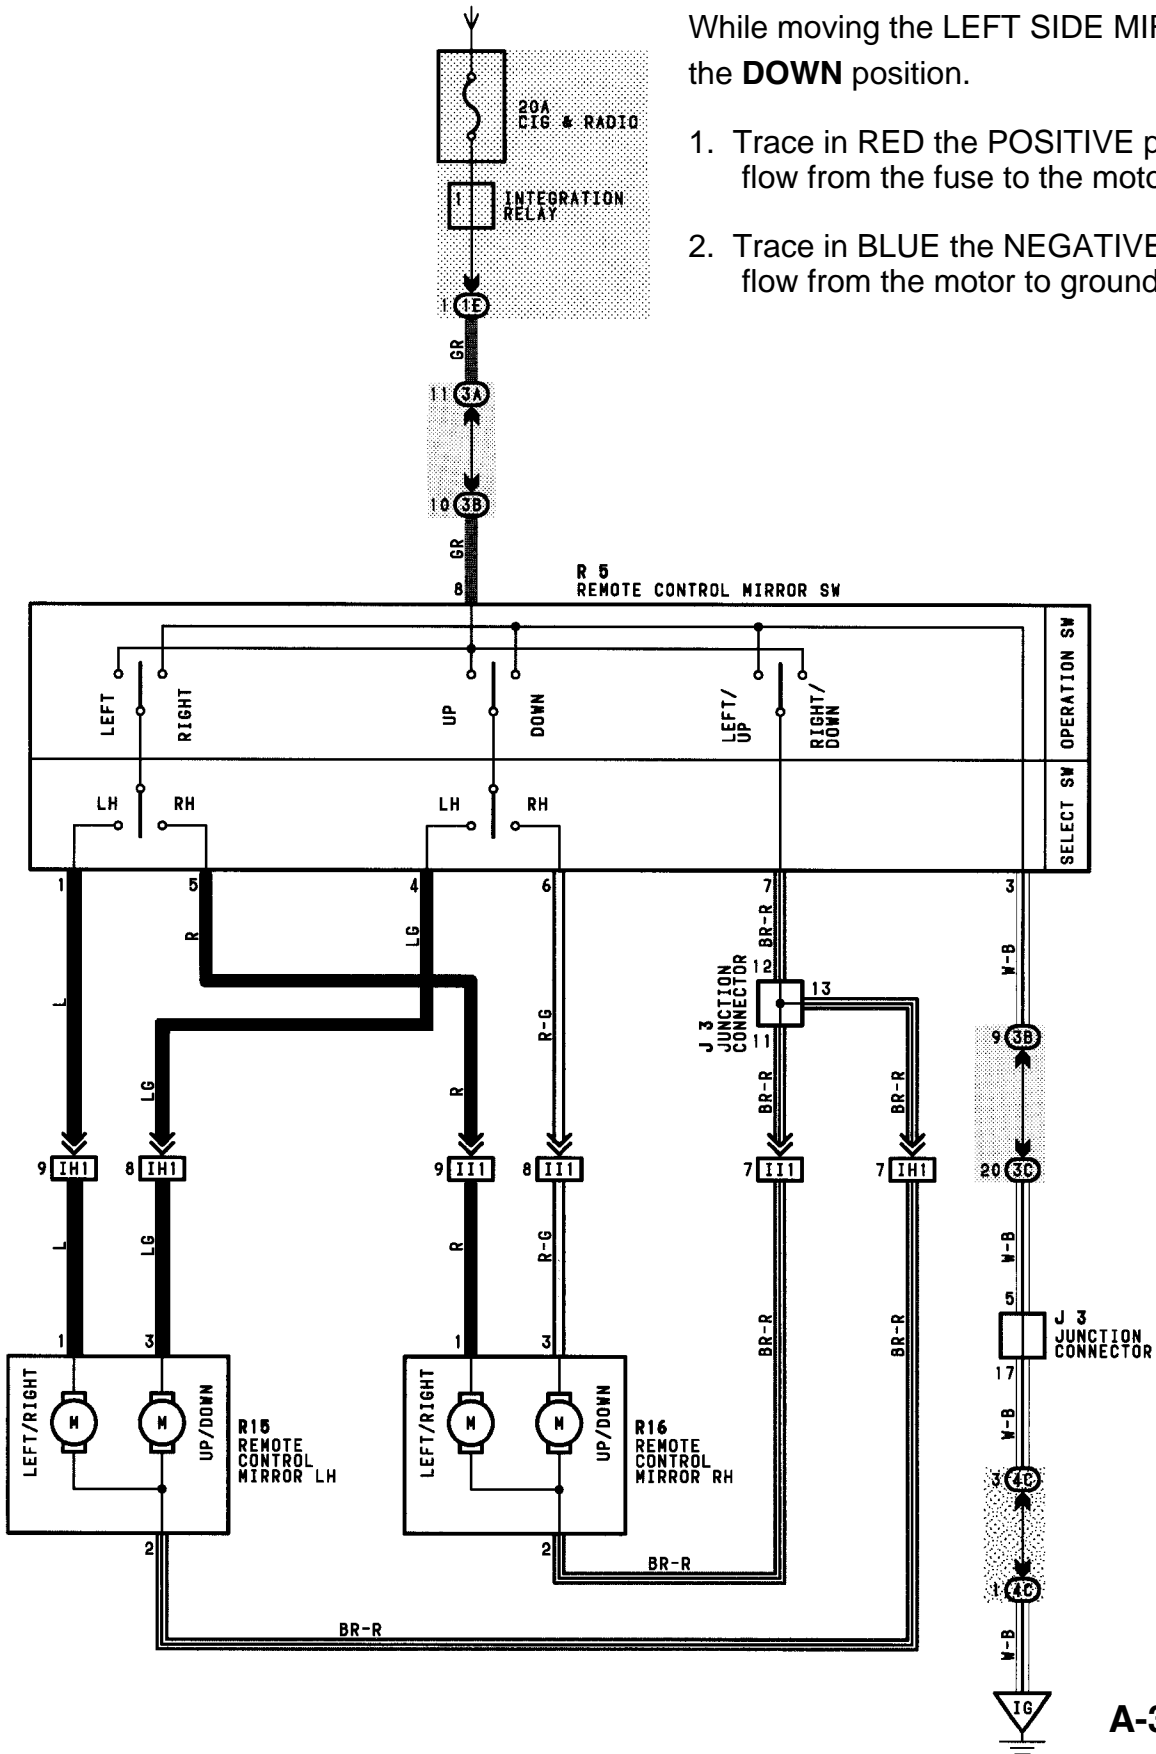 While moving the LEFT SIDE
the DOWN position.
1. Trace in RED the POSITIVE
flow from the fuse to the
2. Trace in BLUE the NEGATIVE
flow from the motor to ground
20A
CIG & RADIO
1
INTEGRATION
RELAY
1 1E
GR
11 3A
10 3B
GR
8
R 5
REMOTE CONTROL MIRROR SW
LEFT
RIGHT
UP
DOWN
LEFT/
UP
RIGHT/
DOWN
OPERATION SW
LH
RH
LH
RH
SELECT SW
1
5
4
6
7
3
L
R
LG
R-G
BR-R
W-B
12
13
11
J 3
JUNCTION
CONNECTOR
LG
R
BR-R
BR-R
9 3B
20 3C
9 IH1
8 IH1
9 II1
8 II1
7 II1
7 IH1
L
LG
R
R-G
BR-R
BR-R
W-B
5
J 3
JUNCTION
CONNECTOR
17
W-B
1
3
1
3
LEFT/RIGHT
M
M
UP/DOWN
R15
REMOTE
CONTROL
MIRROR LH
LEFT/RIGHT
M
M
UP/DOWN
R16
REMOTE
CONTROL
MIRROR RH
3 4C
2
2
BR-R
1 4C
BR-R
W-B
IG